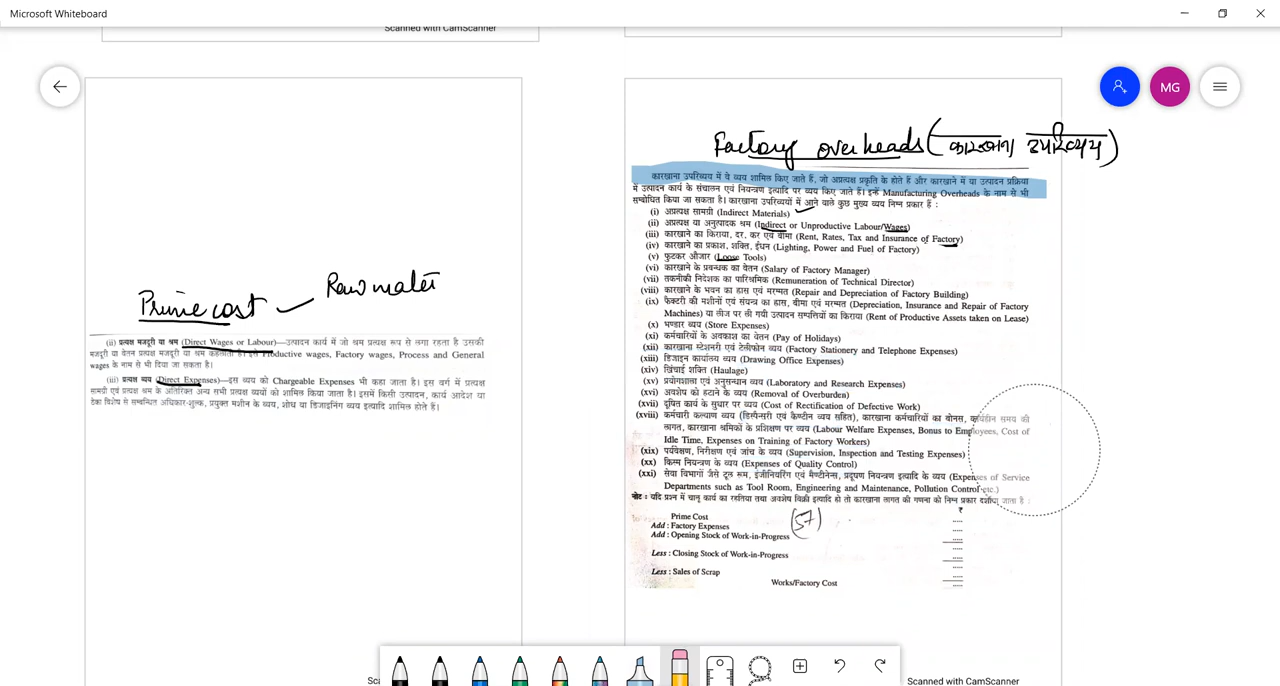 Microsoft Whiteboard
Scanned with CamScanner
MG
Prime cost
Raw mater
(ii) प्रत्यक्ष मजदूरी या श्रम (Direct Wages or Labour)—उत्पादन कार्य में जो श्रम प्रत्यक्ष रूप से लगा रहता है उसकी
मजदूरी या वेतन प्रत्यक्ष मजदूरी या श्रम कहलाता है। इसे Productive wages, Factory wages, Process and General
wages के नाम से भी दिया जा सकता है।
(iii) प्रत्यक्ष व्यय (Direct Expenses)—इस व्यय को Chargeable Expenses भी कहा जाता है। इस वर्ग में प्रत्यक्ष
सामग्री एवं प्रत्यक्ष श्रम के अतिरिक्त अन्य सभी प्रत्यक्ष व्ययों को शामिल किया जाता है। इसमें किसी उत्पादन, कार्य आदेश या
ठेका विशेष से सम्बन्धित अधिकार-शुल्क, प्रयुक्त मशीन के व्यय, शोध या डिजाइनिंग व्यय इत्यादि शामिल होते हैं।
Factory overheads (कारखाना उपरिव्यय)
कारखाना उपरिव्यय में वे व्यय शामिल किए जाते हैं, जो अप्रत्यक्ष प्रकृति के होते हैं और कारखाने में या उत्पादन प्रक्रिया
में उत्पादन कार्य के संचालन एवं नियन्त्रण इत्यादि पर व्यय किए जाते हैं। इन्हें Manufacturing Overheads के नाम से भी
सम्बोधित किया जा सकता है। कारखाना उपरिव्ययों में आने वाले कुछ मुख्य व्यय निम्न प्रकार हैं :
(i) अप्रत्यक्ष सामग्री (Indirect Materials)
(ii) अप्रत्यक्ष या अनुत्पादक श्रम (Indirect or Unproductive Labour/Wages)
(iii) कारखाने का किराया, दर, कर एवं बीमा (Rent, Rates, Tax and Insurance of Factory)
(iv) कारखाने का प्रकाश, शक्ति, ईंधन (Lighting, Power and Fuel of Factory)
(v) फुटकर औजार (Loose Tools)
(vi) कारखाने के प्रबन्धक का वेतन (Salary of Factory Manager)
(vii) तकनीकी निदेशक का पारिश्रमिक (Remuneration of Technical Director)
(viii) कारखाने के भवन का ह्रास एवं मरम्मत (Repair and Depreciation of Factory Building)
(ix) फैक्टरी की मशीनों एवं संयन्त्र का ह्रास, बीमा एवं मरम्मत (Depreciation, Insurance and Repair of Factory
Machines) या लीज पर ली गयी उत्पादन सम्पत्तियों का किराया (Rent of Productive Assets taken on Lease)
(x) भण्डार व्यय (Store Expenses)
(xi) कर्मचारियों के अवकाश का वेतन (Pay of Holidays)
(xii) कारखाना स्टेशनरी एवं टेलीफोन व्यय (Factory Stationery and Telephone Expenses)
(xiii) डिजाइन कार्यालय व्यय (Drawing Office Expenses)
(xiv) खिंचाई शक्ति (Haulage)
(xv) प्रयोगशाला एवं अनुसन्धान व्यय (Laboratory and Research Expenses)
(xvi) अवशेष को हटाने के व्यय (Removal of Overburden)
(xvii) दूषित कार्य के सुधार पर व्यय (Cost of Rectification of Defective Work)
(xviii) कर्मचारी कल्याण व्यय (डिस्पैन्सरी एवं कैण्टीन व्यय सहित), कारखाना कर्मचारियों का बोनस, कार्यहीन समय की
लागत, कारखाना श्रमिकों के प्रशिक्षण पर व्यय (Labour Welfare Expenses, Bonus to Employees, Cost of
Idle Time, Expenses on Training of Factory Workers)
(xix) पर्यवेक्षण, निरीक्षण एवं जांच के व्यय (Supervision, Inspection and Testing Expenses)
(xx) किस्म नियन्त्रण के व्यय (Expenses of Quality Control)
(xxi) सेवा विभागों जैसे टूल रूम, इंजीनियरिंग एवं मैण्टीनेन्स, प्रदूषण नियन्त्रण इत्यादि के व्यय (Expenses of Service
Departments such as Tool Room, Engineering and Maintenance, Pollution Control etc.)
नोट : यदि प्रश्न में चालू कार्य का रहतिया तथा अवशेष बिक्री इत्यादि हो तो कारखाना लागत की गणना को निम्न प्रकार दर्शाया जाता है :
₹
Prime Cost .....
Add : Factory Expenses .....
Add : Opening Stock of Work-in-Progress .....
(57)
.....
Less : Closing Stock of Work-in-Progress .....
.....
Less : Sales of Scrap .....
Works/Factory Cost .....
Sca
Scanned with CamScanner